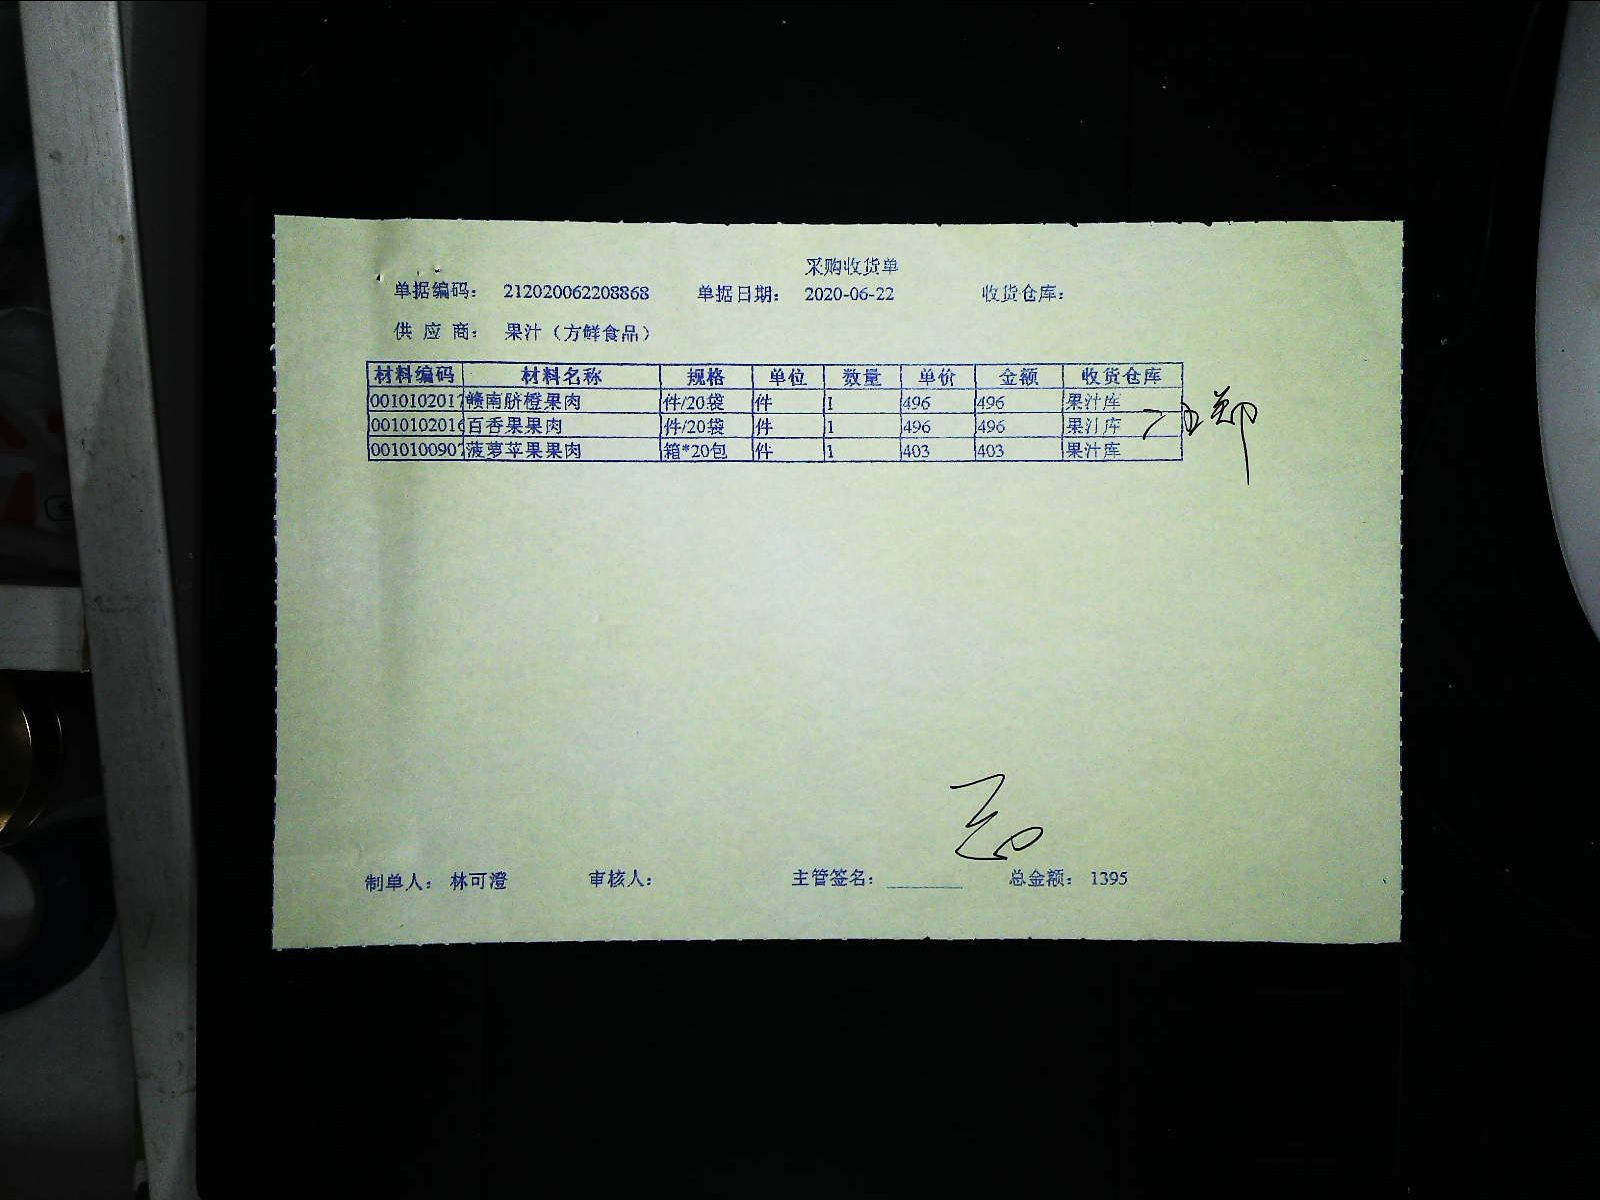 采购收货单
单据编码： 212020062208868 单据日期： 2020-06-22 收货仓库：
供 应 商： 果汁（方鲜食品）
材料编码 材料名称 规格 单位 数量 单价 金额 收货仓库
0010102017 赣南脐橙果肉 件/20袋 件 1 496 496 果汁库
0010102016 百香果果肉 件/20袋 件 1 496 496 果汁库
0010100907 菠萝苹果果肉 箱*20包 件 1 403 403 果汁库
制单人： 林可澄 审核人： 主管签名： 总金额： 1395